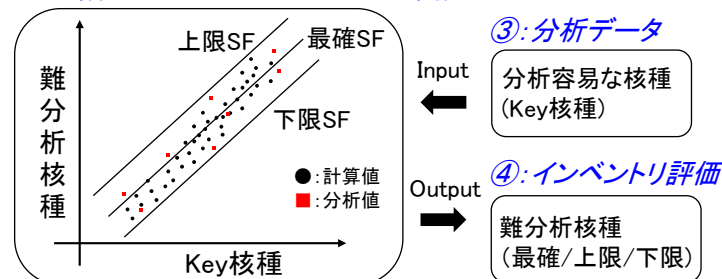 上限SF
最確SF
下限SF
難分析核種
●:計算値
■:分析値
Key核種
Input
Output
③:分析データ
分析容易な核種
(Key核種)
④:インベントリ評価
難分析核種
(最確/上限/下限)